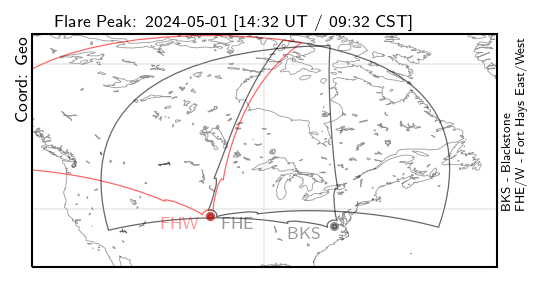 Flare Peak: 2024-05-01 [14:32 UT / 09:32 CST]
Coord: Geo
FHW
FHE
BKS
BKS - Blackstone
FHE/W - Fort Hays East/West